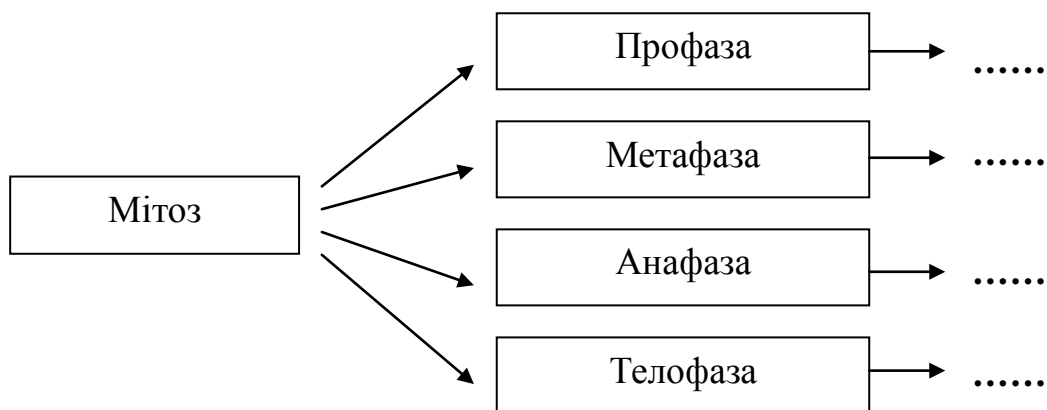 Профаза ......
Метафаза ......
Мітоз
Анафаза ......
Телофаза ......